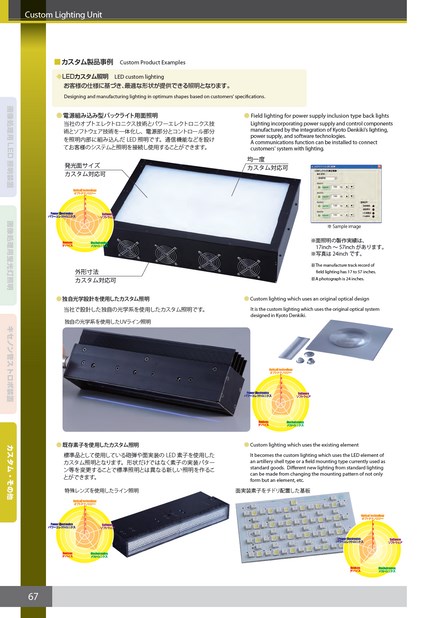 Custom Lighting Unit
■カスタム製品事例 Custom Product Examples
LEDカスタム照明 LED custom lighting
お客様の仕様に基づき、最適な形状が提供できる照明となります。
Designing and manufacturing lighting in optimum shapes based on customers' specifications.
電源組み込み型バックライト用面照明
当社のオプトエレクトロニクス技術とパワーエレクトロニクス技
術とソフトウェア技術を一体化し、電源部分とコントロール部分
を照明内部に組み込んだ LED 照明です。通信機能などを設け
てお客様のシステムと照明を接続し使用することができます。
Field lighting for power supply inclusion type back lights
Lighting incorporating power supply and control components
manufactured by the integration of Kyoto Denkiki's lighting,
power supply, and software technologies.
A communications function can be installed to connect
customers' system with lighting.
発光面サイズ
カスタム対応可
均一度
カスタム対応可
外形寸法
カスタム対応可
※ Sample image
※面照明の製作実績は、
17inch ～ 57inch があります。
※写真は 24inch です。
The manufacture track record of
field lighting has 17 to 57 inches.
A photograph is 24 inches.
独自光学設計を使用したカスタム照明
当社で設計した独自の光学系を使用したカスタム照明です。
独自の光学系を使用したUVライン照明
Custom lighting which uses an original optical design
It is the custom lighting which uses the original optical system
designed in Kyoto Denkiki.
既存素子を使用したカスタム照明
標準品として使用している砲弾や面実装の LED 素子を使用した
カスタム照明となります。形状だけではなく素子の実装パター
ン等を変更することで標準照明とは異なる新しい照明を作るこ
とができます。
Custom lighting which uses the existing element
It becomes the custom lighting which uses the LED element of
an artillery shell type or a field mounting type currently used as
standard goods. Different new lighting from standard lighting
can be made from changing the mounting pattern of not only
form but an element, etc.
特殊レンズを使用したライン照明
面実装素子をチドリ配置した基板
カスタム・その他
67